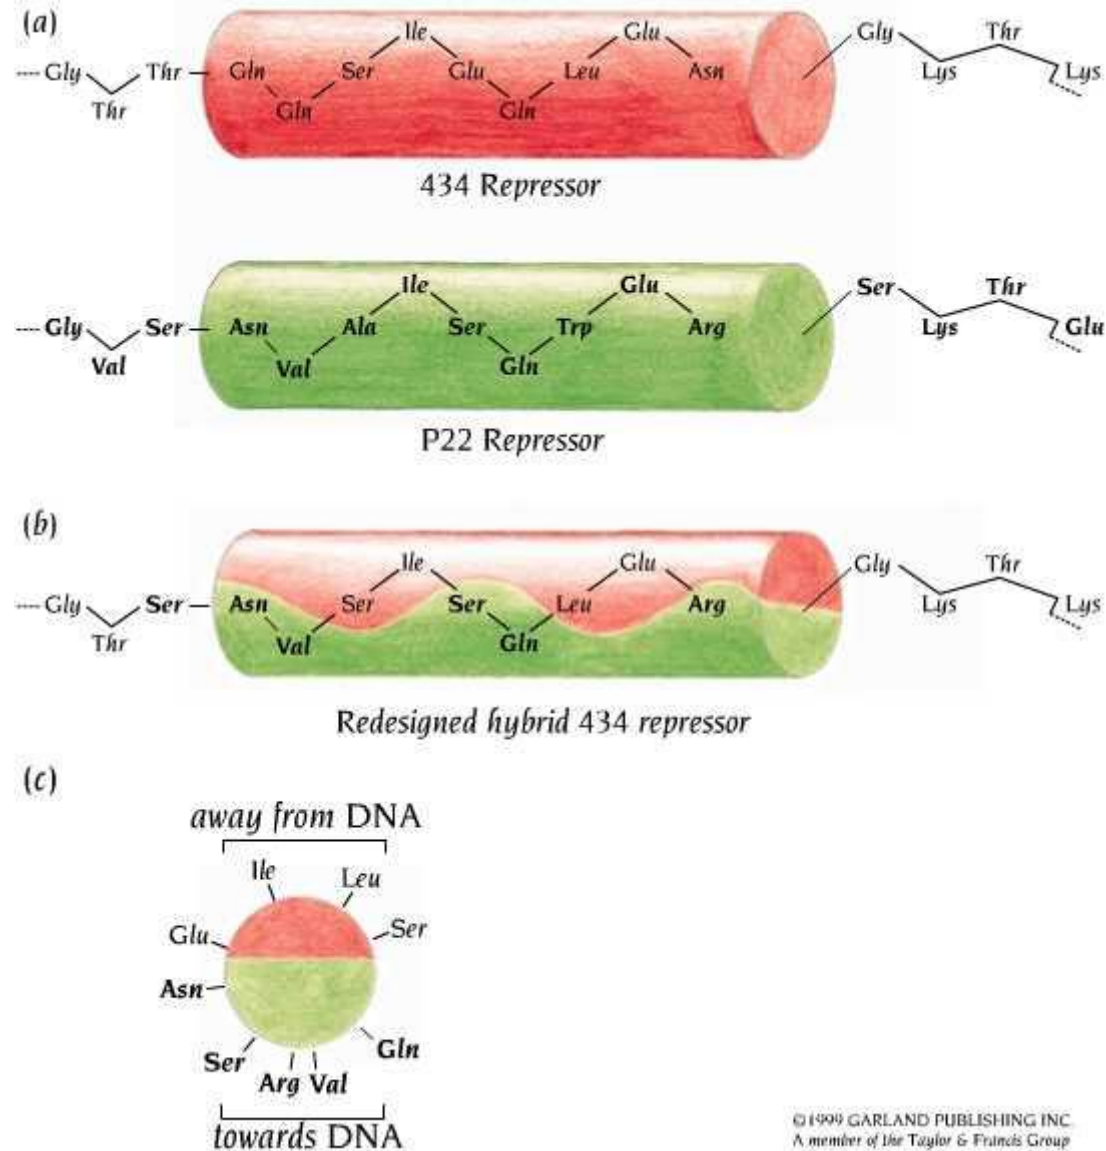 (a)
Ile Glu Gly Thr
Gly Thr Gln Ser Glu Leu Asn Lys Lys
Thr Gln Gln
434 Repressor
Ile Glu Ser Thr
Gly Ser Asn Ala Ser Trp Arg Lys Glu
Val Val Gln
P22 Repressor
(b)
Ile Glu Gly Thr
Gly Ser Asn Ser Ser Leu Arg Lys Lys
Thr Val Gln
Redesigned hybrid 434 repressor
(c)
away from DNA
Ile Leu
Glu Ser
Asn
Ser Gln
Arg Val
towards DNA
©1999 GARLAND PUBLISHING INC.
A member of the Taylor & Francis Group